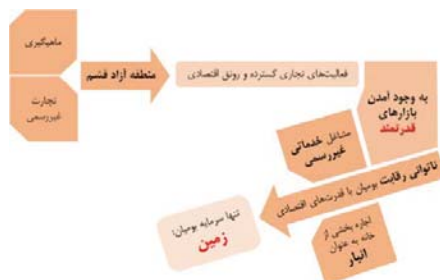 ماهیگیری
تجارت
غیررسمی
منطقه آزاد قشم
فعالیت‌های تجاری گسترده و رونق اقتصادی
به وجود آمدن
بازارهای
قدرتمند
مشاغل خدماتی
غیررسمی
ناتوانی رقابت بومیان با قدرت‌های اقتصادی
اجاره بخشی از
خانه به عنوان
انبار
تنها سرمایه بومیان:
زمین